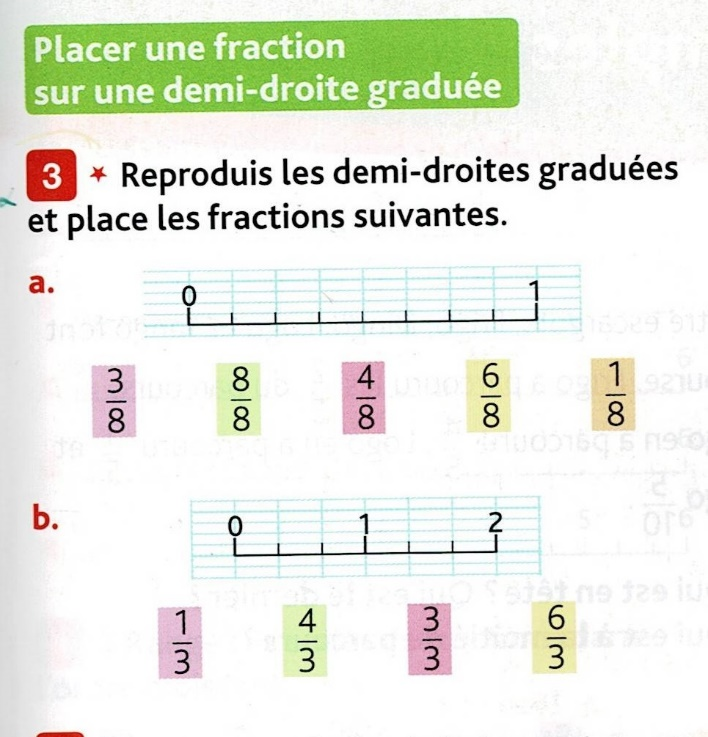 Placer une fraction
sur une demi-droite graduée
3 * Reproduis les demi-droites graduées
et place les fractions suivantes.
a.
0 1
3/8 8/8 4/8 6/8 1/8
b.
0 1 2
1/3 4/3 3/3 6/3